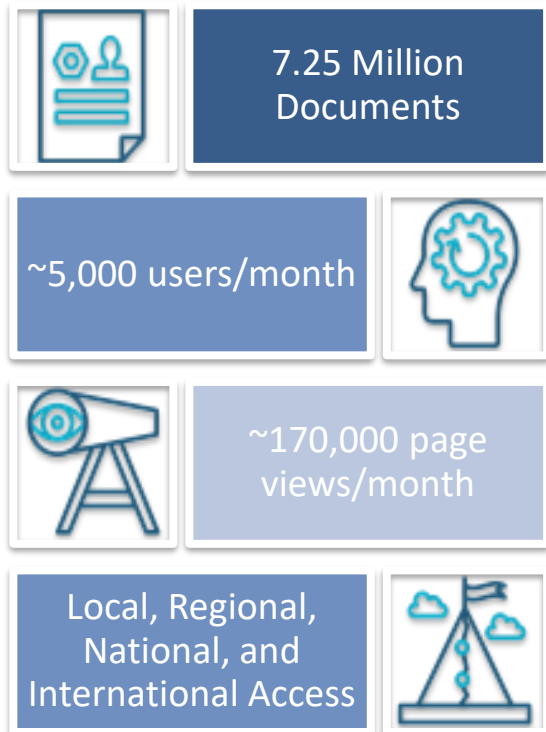 7.25 Million
Documents
~5,000 users/month
~170,000 page
views/month
Local, Regional,
National, and
International Access